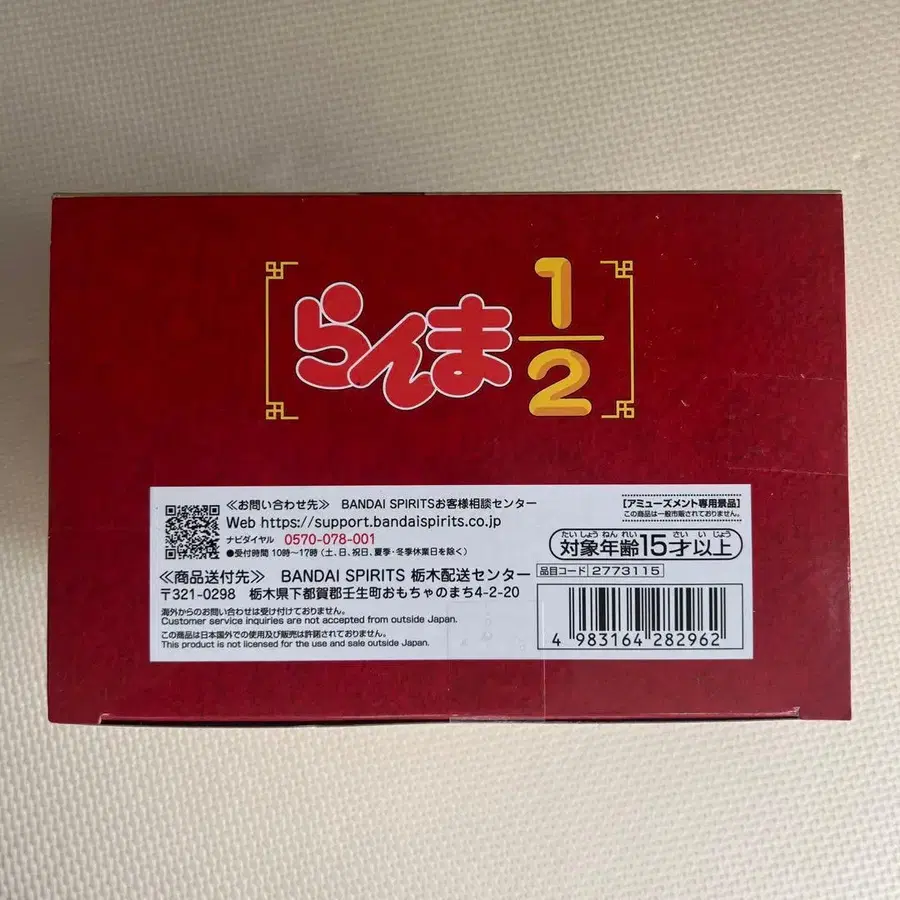 らんま1/2
≪お問い合わせ先≫ BANDAI SPIRITSお客様相談センター
Web https://support.bandaispirits.co.jp
ナビダイヤル 0570-078-001
●受付時間 10時〜17時 (土、日、祝日、夏季・冬季休業日を除く)
≪商品送付先≫ BANDAI SPIRITS 栃木配送センター
〒321-0298 栃木県下都賀郡壬生町おもちゃのまち4-2-20
海外からのお問い合わせは受け付けておりません。
Customer service inquiries are not accepted from outside Japan.
この商品は日本国外での使用及び販売は許諾されておりません。
This product is not licensed for the use and sale outside Japan.
【アミューズメント専用景品】
この商品は一般市販されておりません。
たいしょうねんれい さい いじょう
対象年齢15才以上
品目コード 2773115
4 983164 282962